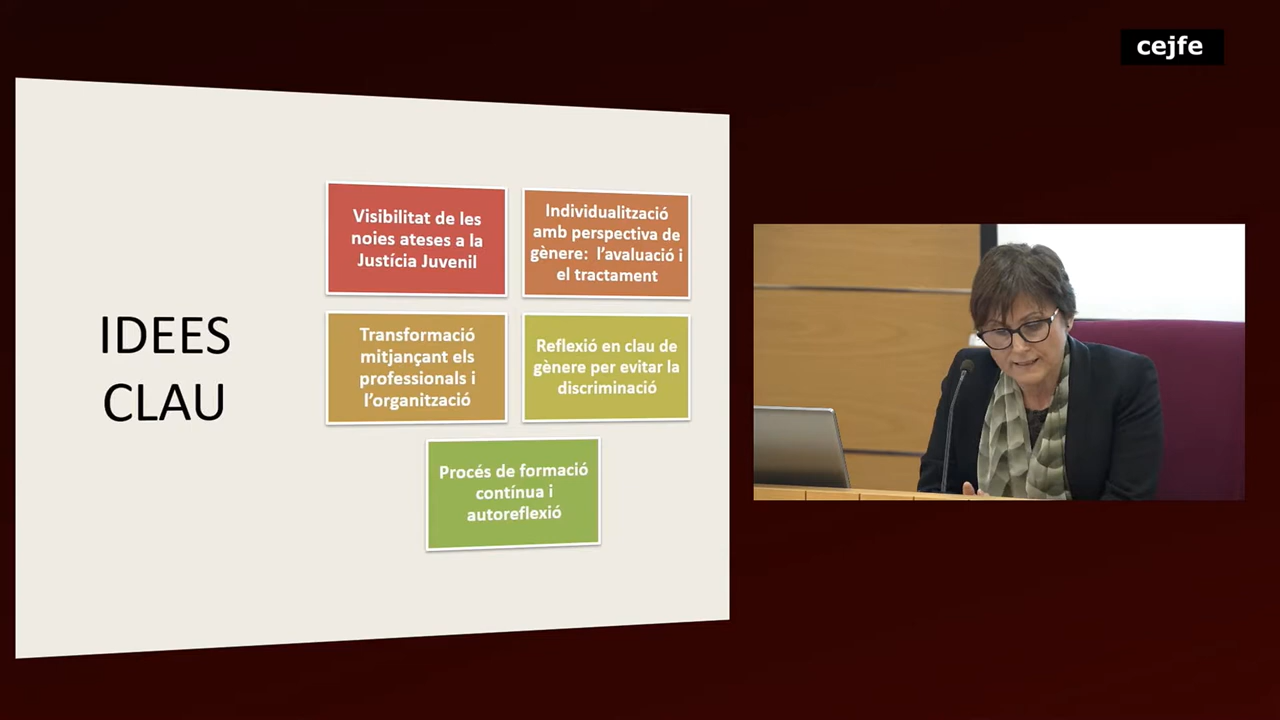 cejfe
IDEES
CLAU
Visibilitat de les
noies ateses a la
Justícia Juvenil
Individualització
amb perspectiva de
gènere: l'avaluació i
el tractament
Transformació
mitjançant els
professionals i
l'organització
Reflexió en clau de
gènere per evitar la
discriminació
Procés de formació
contínua i
autoreflexió